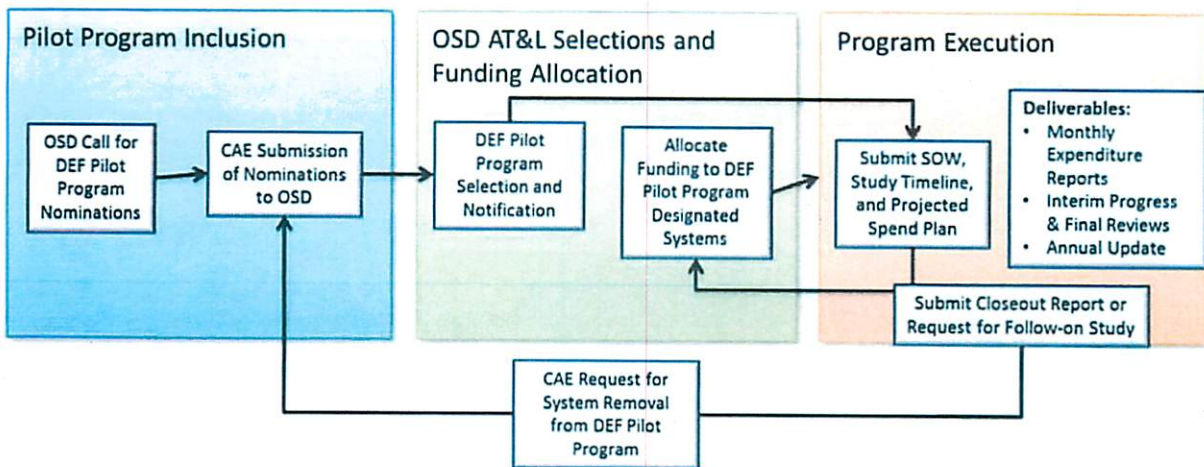 Pilot Program Inclusion
OSD Call for
DEF Pilot
Program
Nominations
CAE Submission
of Nominations
to OSD
OSD AT&L Selections and
Funding Allocation
DEF Pilot
Program
Selection and
Notification
Allocate
Funding to DEF
Pilot Program
Designated
Systems
Program Execution
Submit SOW,
Study Timeline,
and Projected
Spend Plan
Deliverables:
• Monthly
Expenditure
Reports
• Interim Progress
& Final Reviews
• Annual Update
Submit Closeout Report or
Request for Follow-on Study
CAE Request for
System Removal
from DEF Pilot
Program